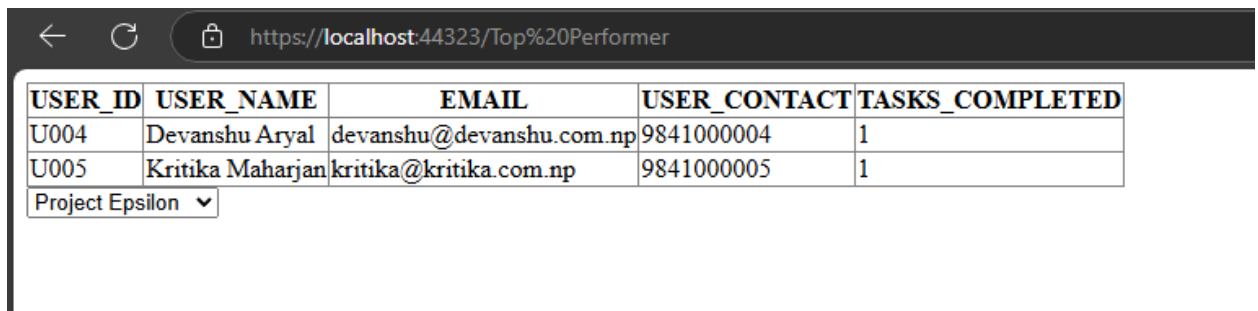 https://localhost:44323/Top%20Performer
USER_ID USER_NAME EMAIL USER_CONTACT TASKS_COMPLETED
U004 Devanshu Aryal devanshu@devanshu.com.np 9841000004 1
U005 Kritika Maharjan kritika@kritika.com.np 9841000005 1
Project Epsilon